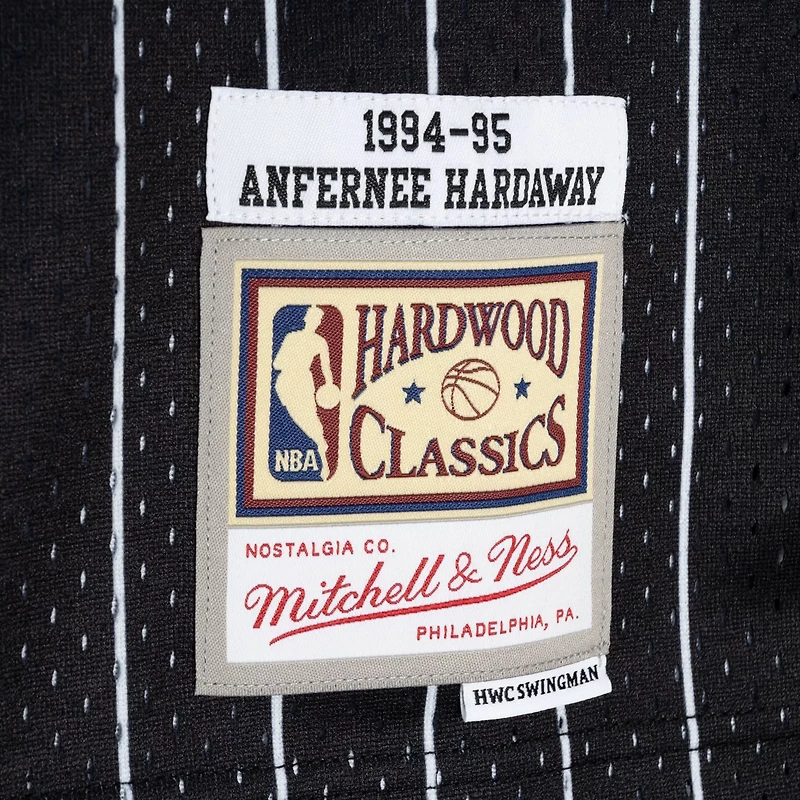 1994-95
ANFERNEE HARDAWAY
HARDWOOD
CLASSICS
NBA
NOSTALGIA CO.
Mitchell & Ness
PHILADELPHIA, PA.
HWC SWINGMAN